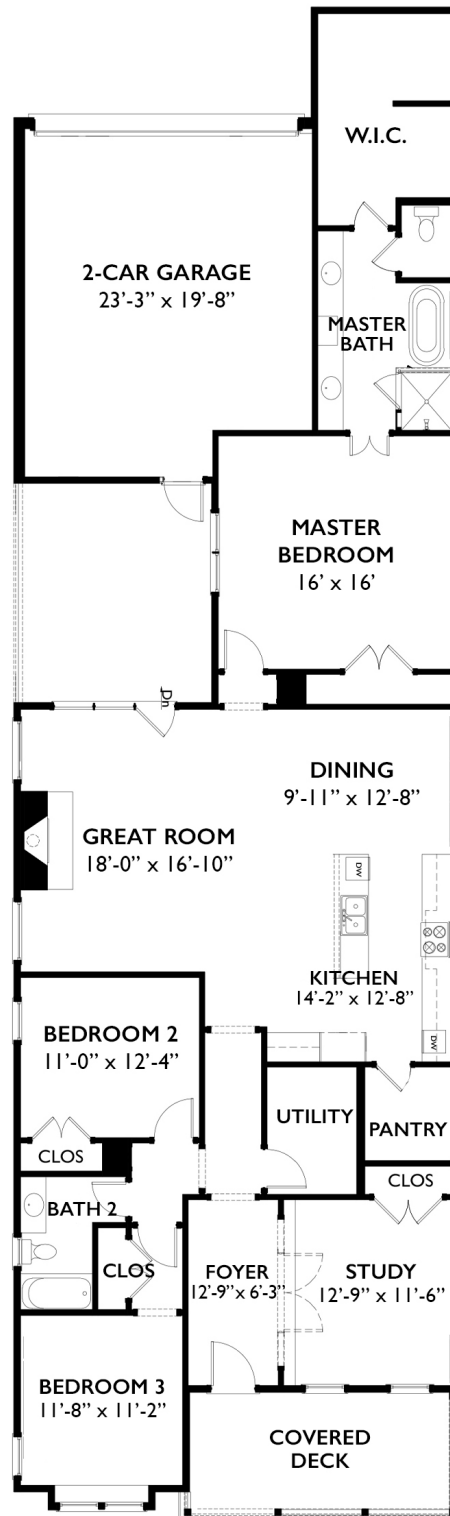 W.I.C.
2-CAR GARAGE
23'-3” x 19'-8”
MASTER
BATH
MASTER
BEDROOM
16' x 16'
Dn
DINING
9'-11” x 12'-8”
GREAT ROOM
18'-0” x 16'-10”
DW
KITCHEN
14'-2” x 12'-8”
DW
BEDROOM 2
11'-0” x 12'-4”
UTILITY
PANTRY
CLOS
CLOS
BATH 2
CLOS
FOYER
12'-9”x 6'-3”
STUDY
12'-9” x 11'-6”
BEDROOM 3
11'-8” x 11'-2”
COVERED
DECK